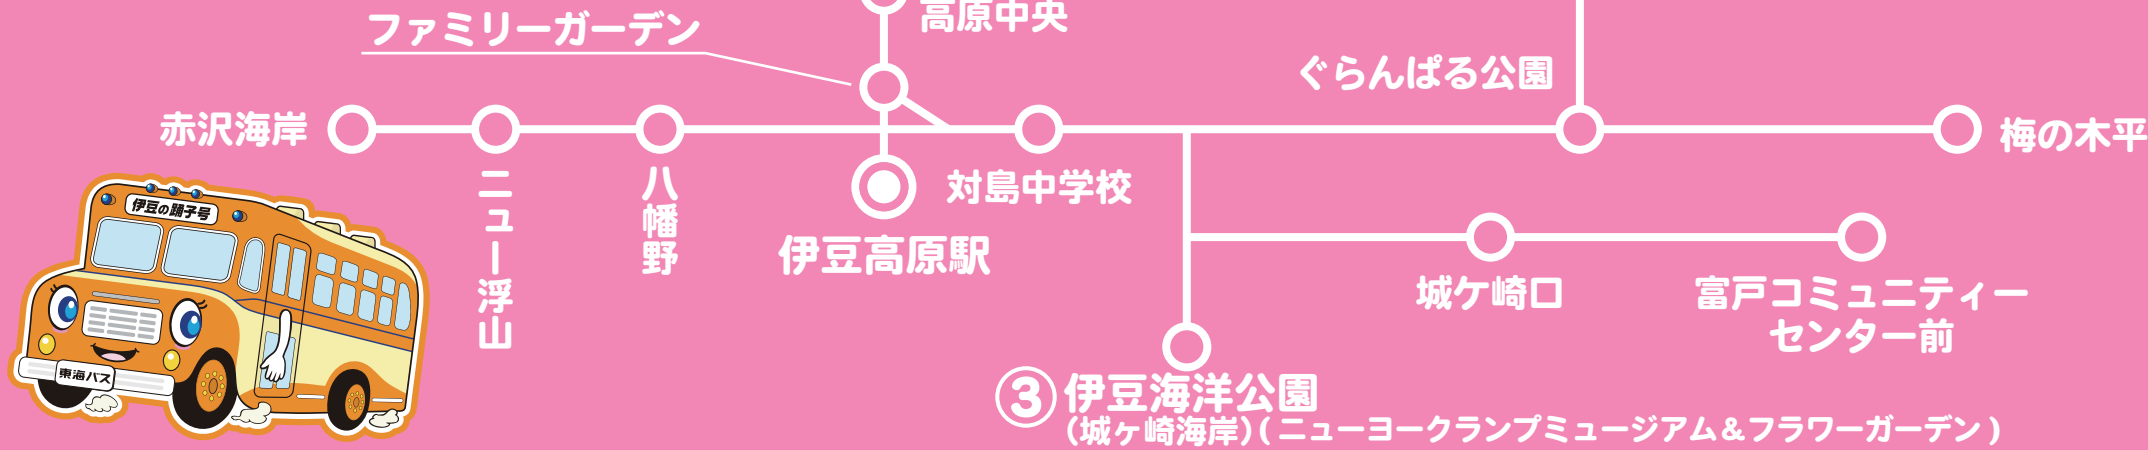 高原中央
ファミリーガーデン
ぐらんぱる公園
赤沢海岸
梅の木平
ニュー浮山
八幡野
対島中学校
伊豆高原駅
城ケ崎口
富戸コミュニティー
センター前
③伊豆海洋公園
（城ヶ崎海岸）（ニューヨークランプミュージアム＆フラワーガーデン）
伊豆の踊子号
東海バス